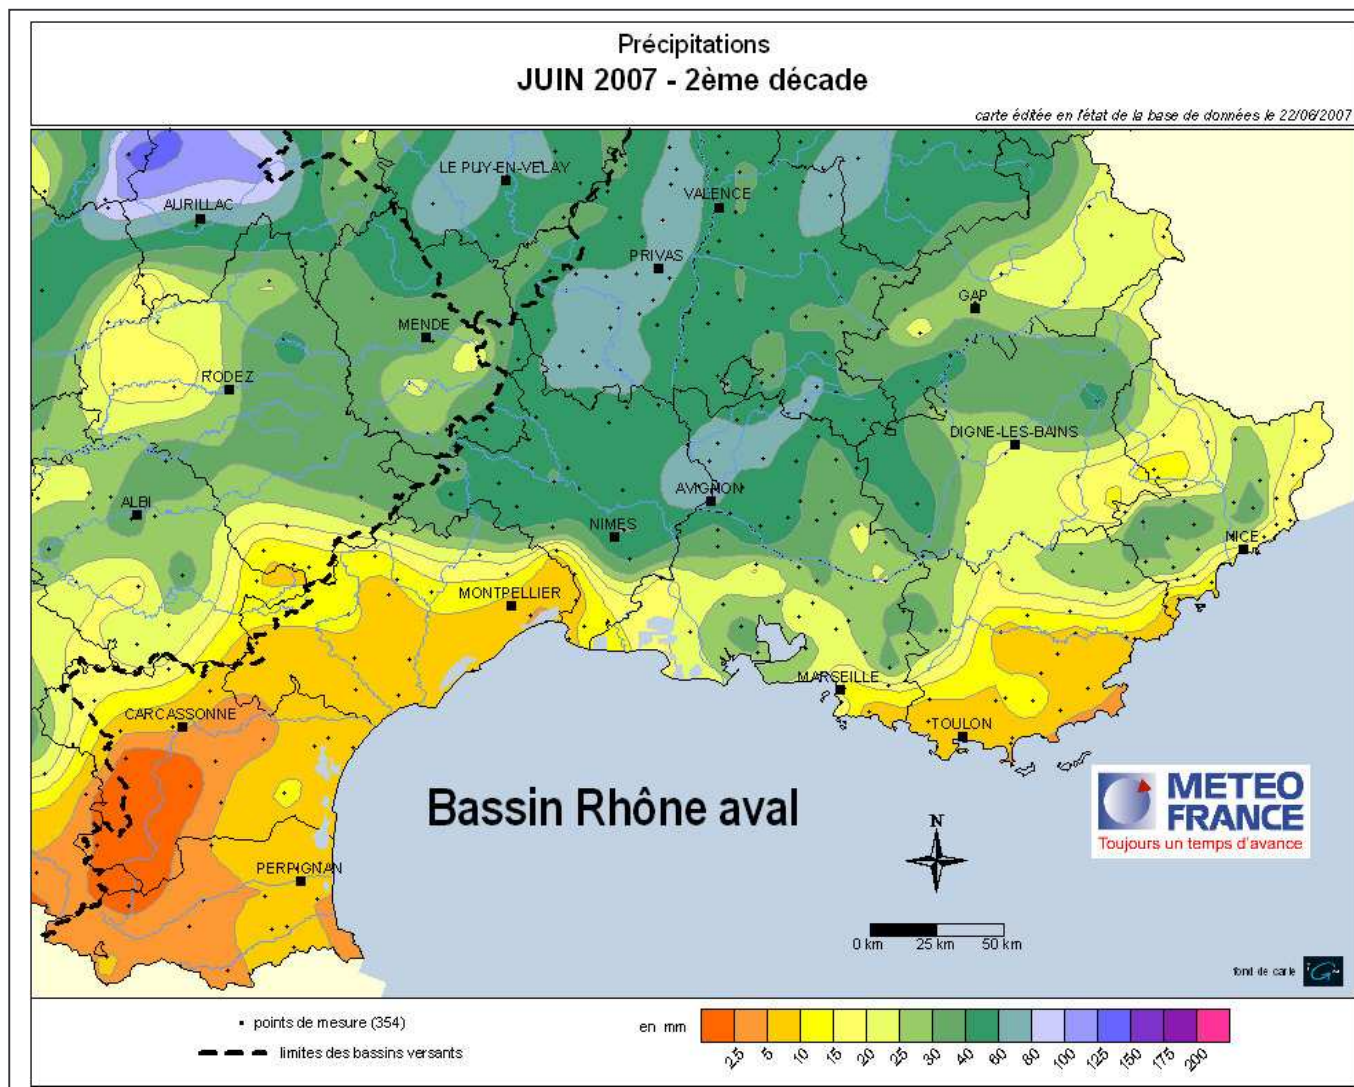 Précipitations
JUIN 2007 - 2ème décade
carte éditée en l'état de la base de données le 22/06/2007
LE PUY-EN-VELAY
AURILLAC
VALENCE
PRIVAS
GAP
MENDE
RODEZ
DIGNE-LES-BAINS
ALBI
AVIGNON
NIMES
NICE
MONTPELLIER
MARSEILLE
CARCASSONNE
TOULON
METEO
FRANCE
Toujours un temps d'avance
Bassin Rhône aval
N
PERPIGNAN
0 km 25 km 50 km
fond de carte
points de mesure (354)
en mm
limites des bassins versants
2.5 5 10 15 20 25 30 40 60 80 100 125 150 175 200